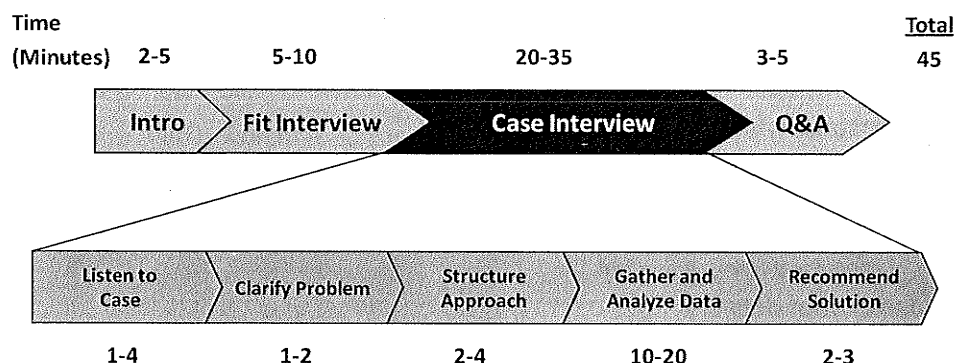 Time Total
(Minutes) 2-5 5-10 20-35 3-5 45
Intro Fit Interview Case Interview Q&A
Listen to Clarify Problem Structure Gather and Recommend
Case Approach Analyze Data Solution
1-4 1-2 2-4 10-20 2-3